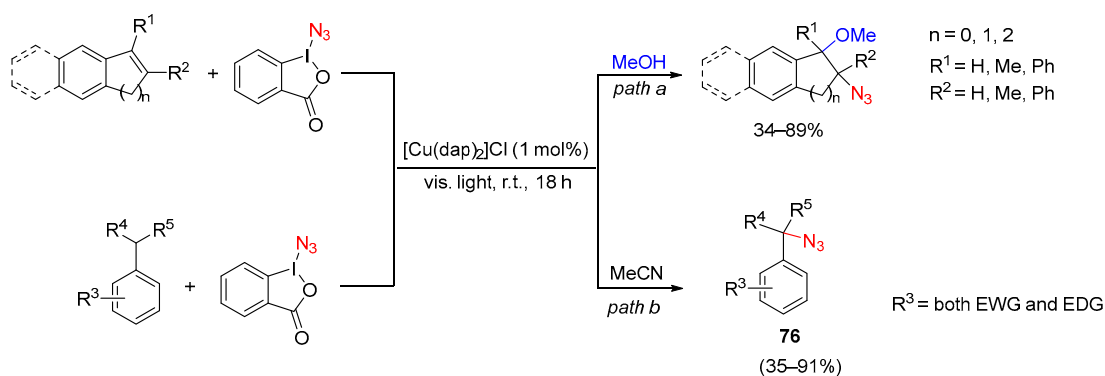 R¹
R²
( )n
+
N₃
I
O
O
MeOH
path a
R¹
OMe
R²
N₃
( )n
34–89%
n = 0, 1, 2
R¹ = H, Me, Ph
R² = H, Me, Ph
[Cu(dap)₂]Cl (1 mol%)
vis. light, r.t., 18 h
R⁴ R⁵
R³
+
N₃
I
O
O
MeCN
path b
R⁴ R⁵
N₃
R³
76
(35–91%)
R³ = both EWG and EDG